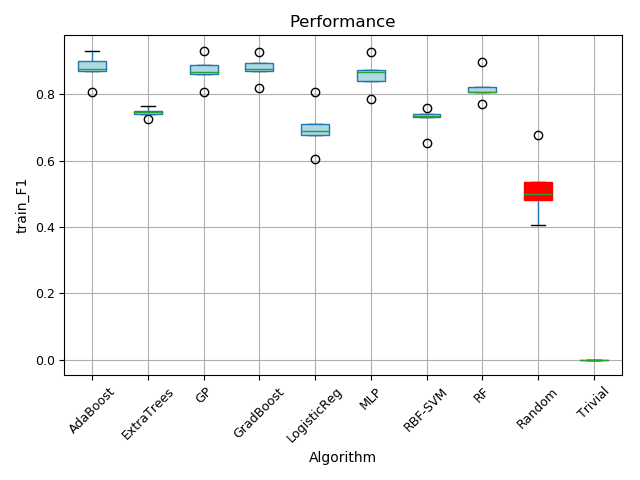 Performance
train_F1
0.8
0.6
0.4
0.2
0.0
AdaBoost
ExtraTrees
GP
GradBoost
LogisticReg
MLP
RBF-SVM
RF
Random
Trivial
Algorithm